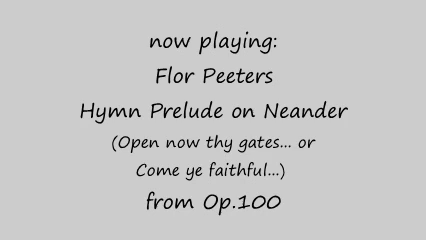 now playing:
Flor Peeters
Hymn Prelude on Neander
(Open now thy gates... or
Come ye faithful...)
from Op.100